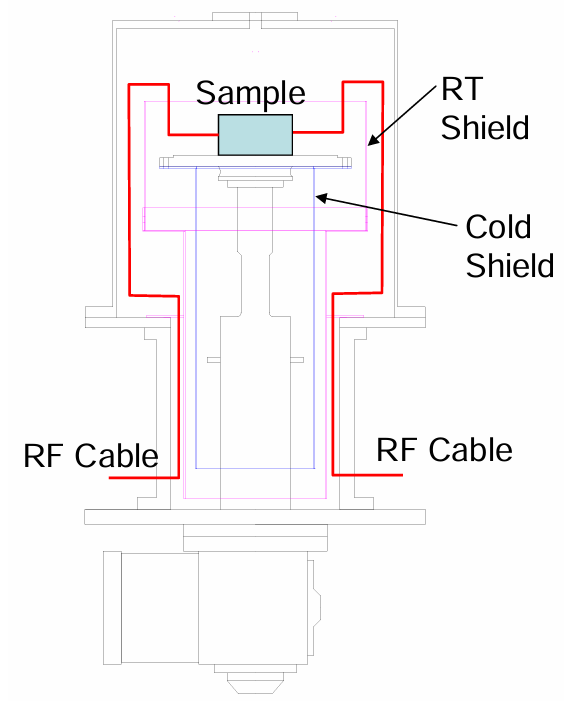 Sample
RT
Shield
Cold
Shield
RF Cable
RF Cable